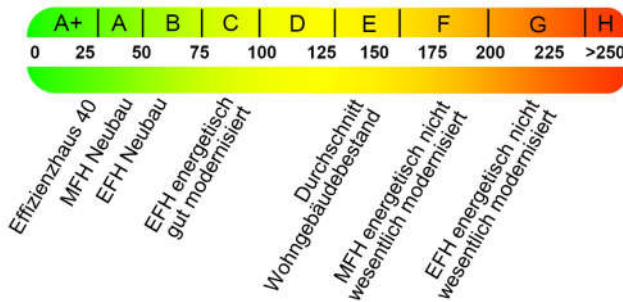 A+ A B C D E F G H
0 25 50 75 100 125 150 175 200 225 >250
Effizienzhaus 40
MFH Neubau
EFH Neubau
EFH energetisch
gut modernisiert
Durchschnitt
Wohngebäudebestand
MFH energetisch nicht
wesentlich modernisiert
EFH energetisch nicht
wesentlich modernisiert